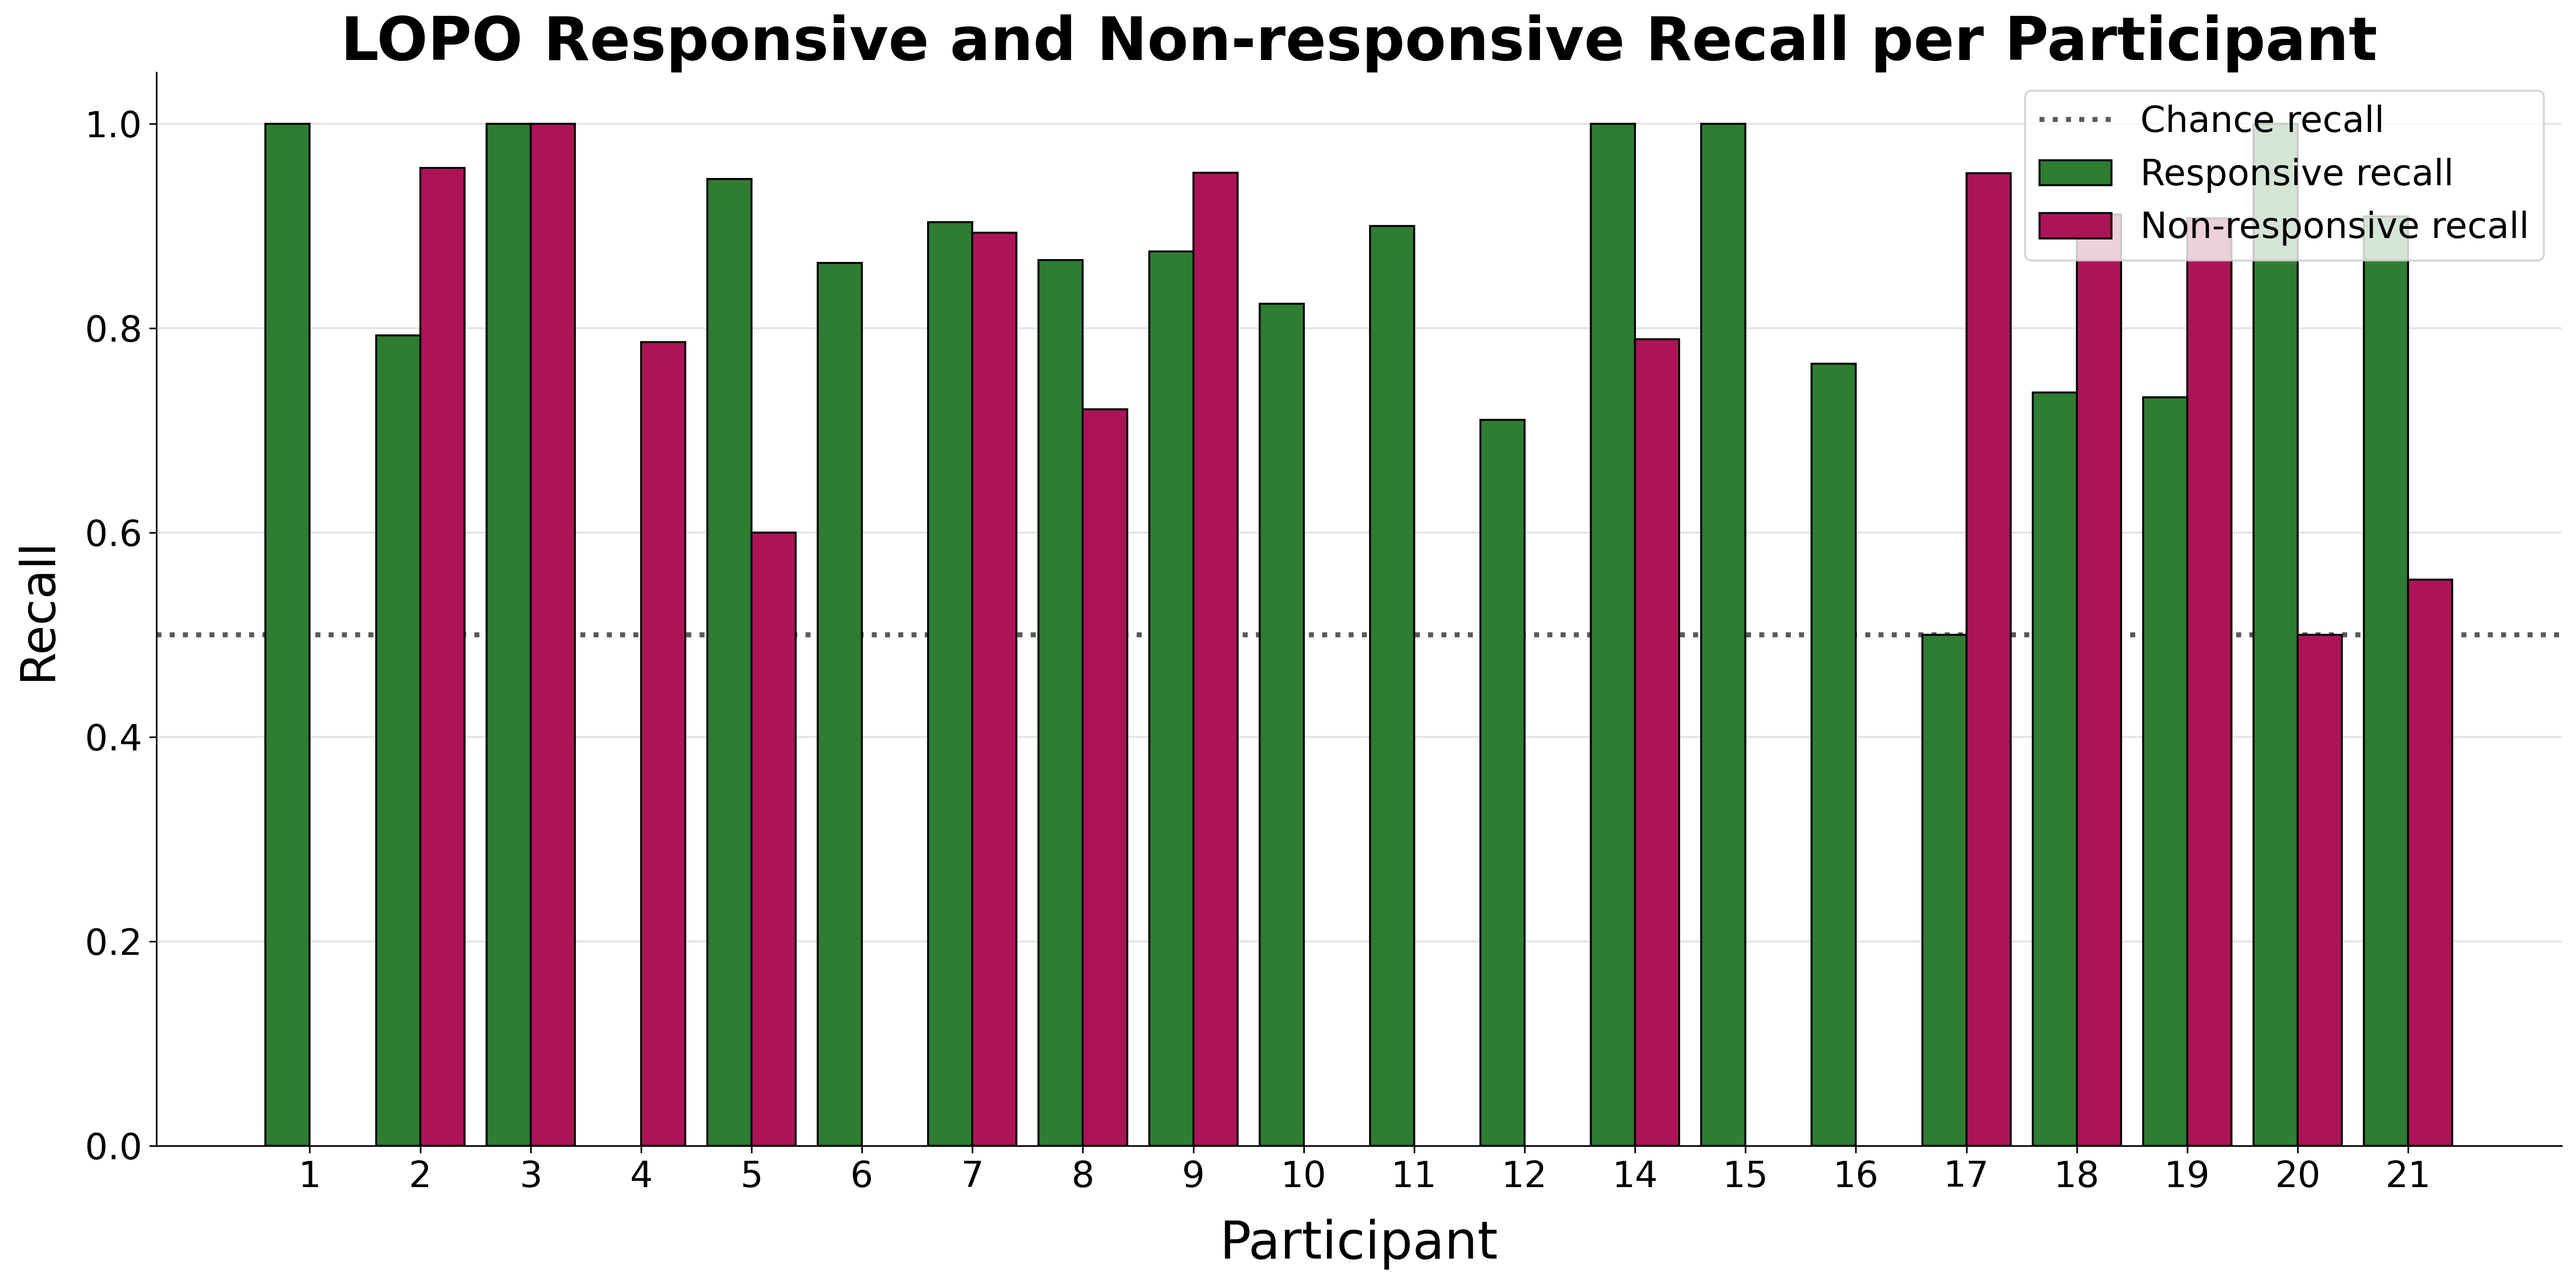 LOPO Responsive and Non-responsive Recall per Participant
Chance recall
Responsive recall
Non-responsive recall
1.0
0.8
0.6
0.4
0.2
0.0
Recall
1 2 3 4 5 6 7 8 9 10 11 12 14 15 16 17 18 19 20 21
Participant